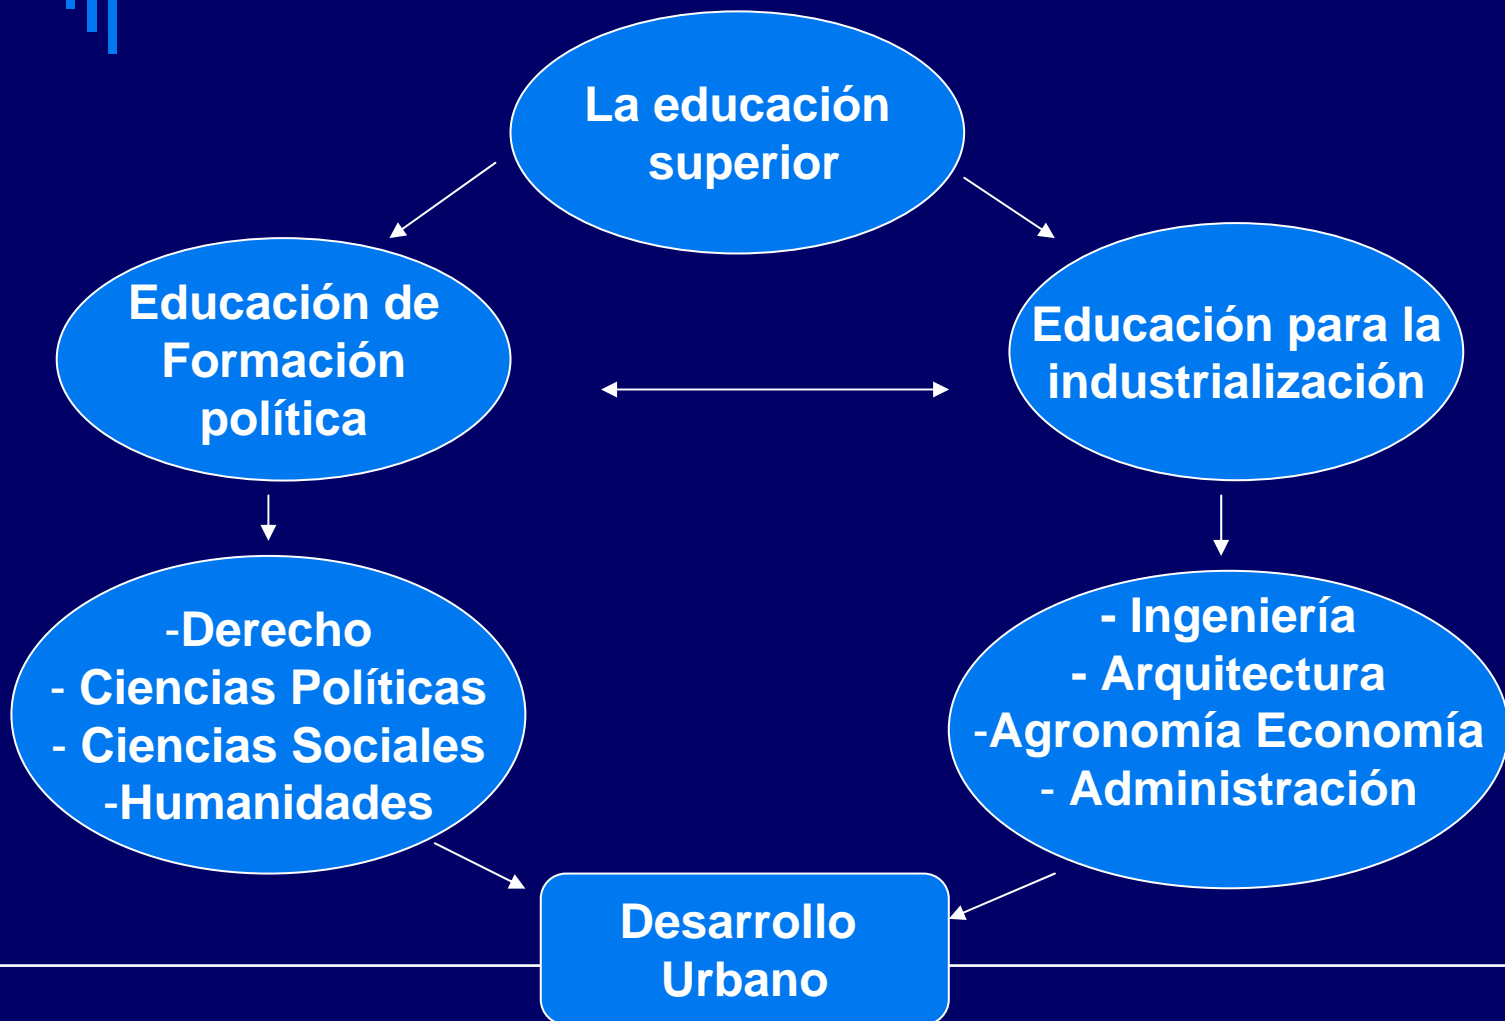 La educación
superior
Educación de
Formación
política
Educación para la
industrialización
-Derecho
- Ciencias Políticas
- Ciencias Sociales
-Humanidades
- Ingeniería
- Arquitectura
-Agronomía Economía
- Administración
Desarrollo
Urbano